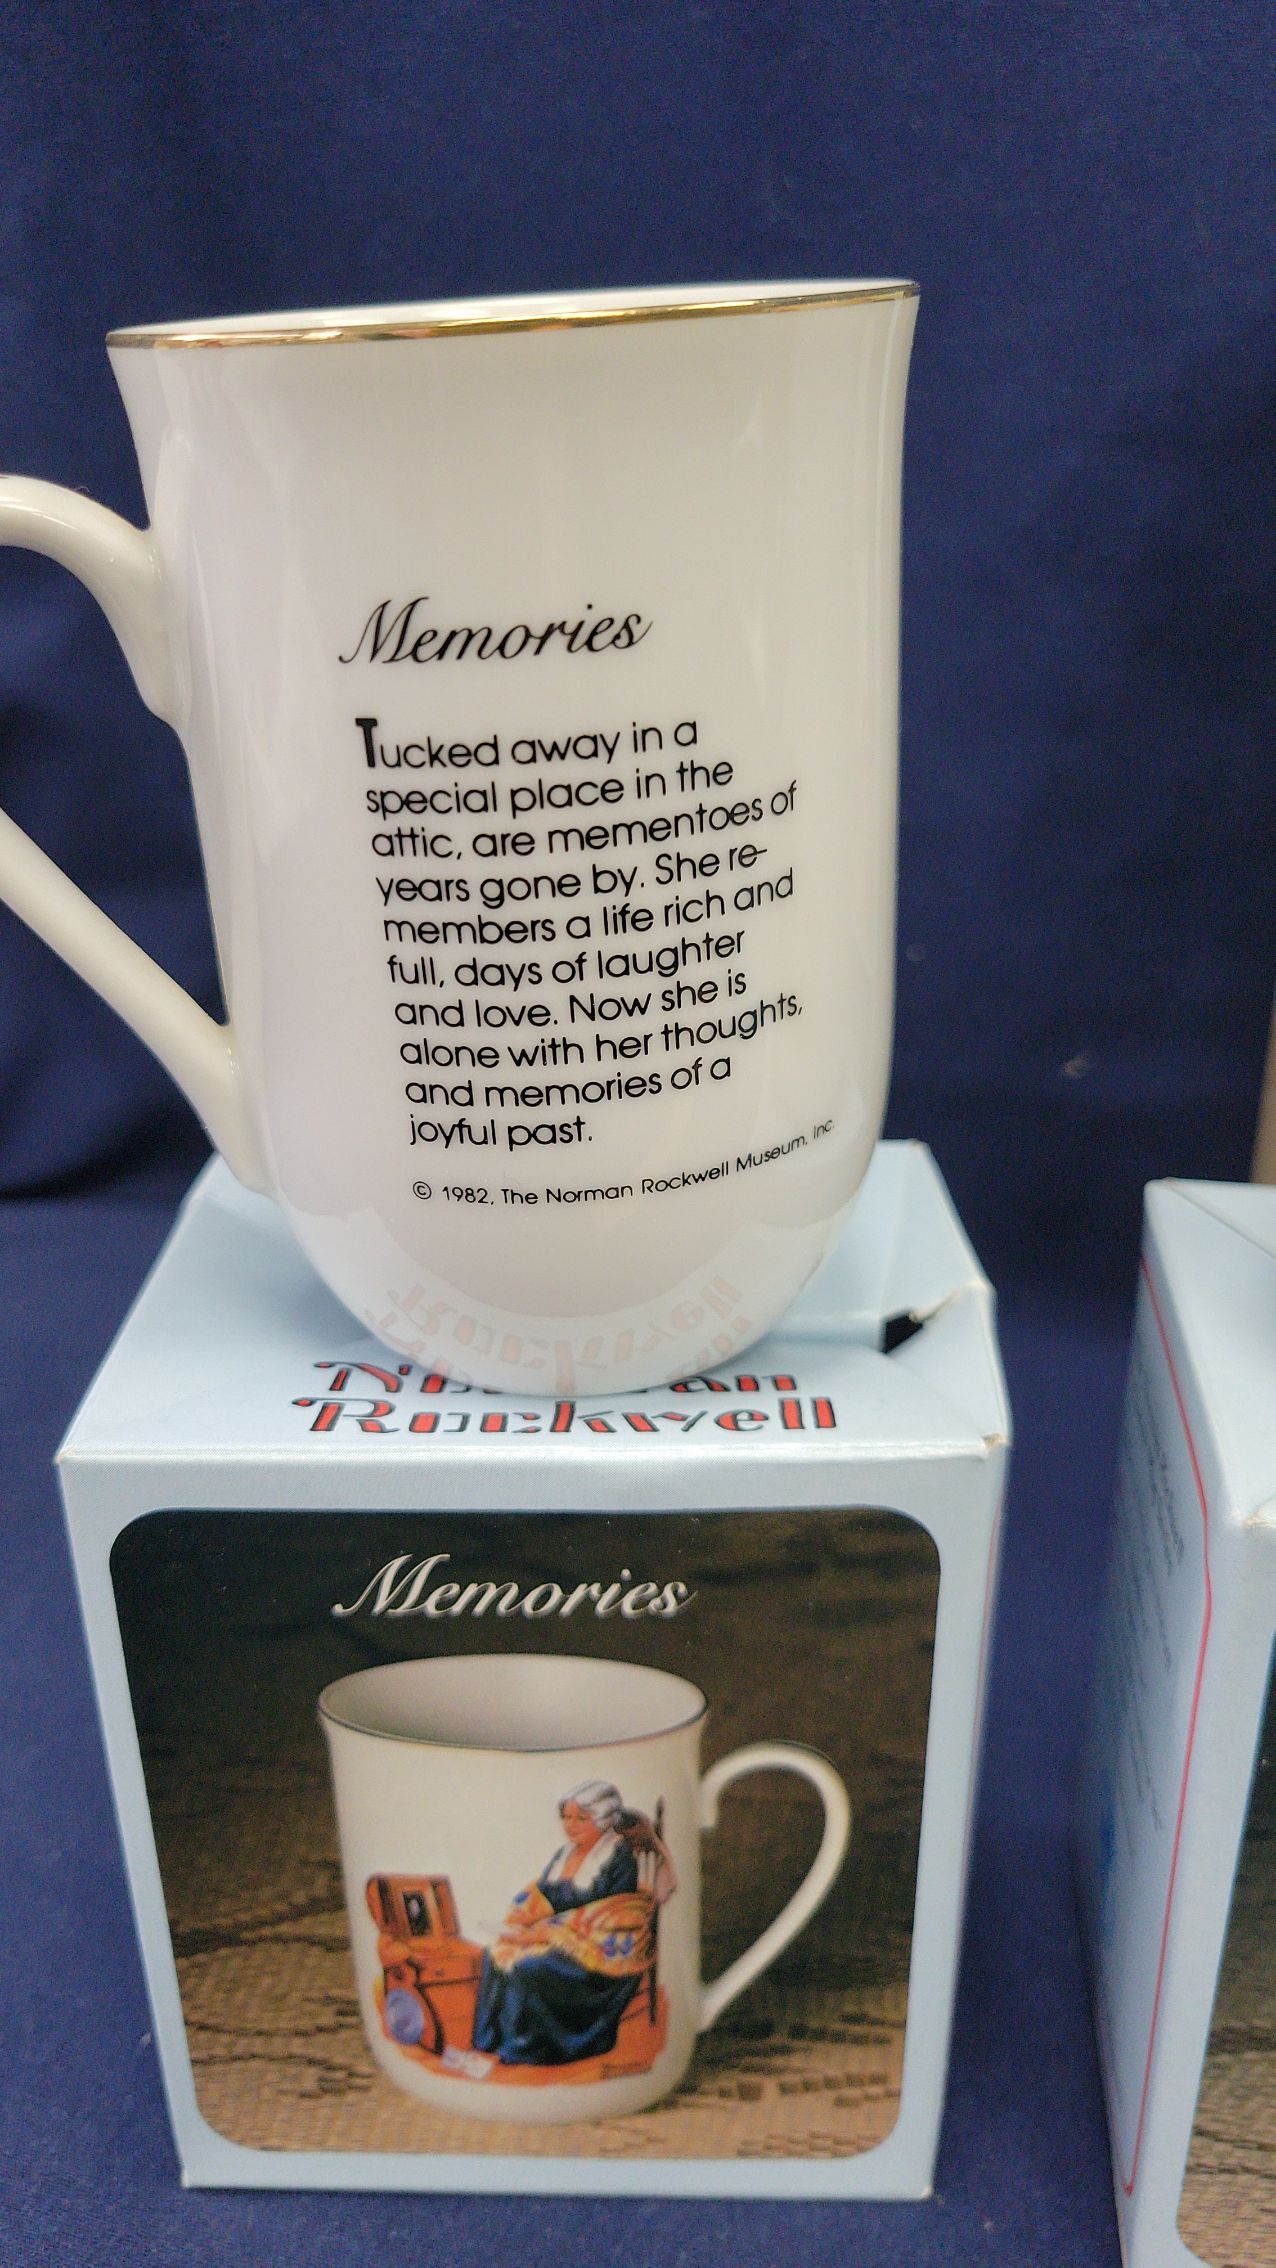 Memories
Tucked away in a
special place in the
attic, are mementoes of
years gone by. She re-
members a life rich and
full, days of laughter
and love. Now she is
alone with her thoughts,
and memories of a
joyful past.
© 1982, The Norman Rockwell Museum, Inc.
Norman
Rockwell
Memories